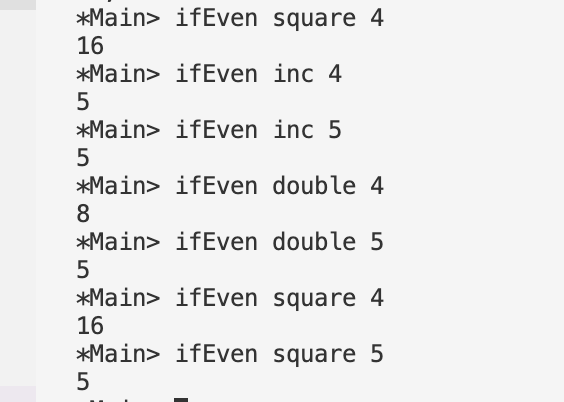 *Main> ifEven square 4
16
*Main> ifEven inc 4
5
*Main> ifEven inc 5
5
*Main> ifEven double 4
8
*Main> ifEven double 5
5
*Main> ifEven square 4
16
*Main> ifEven square 5
5